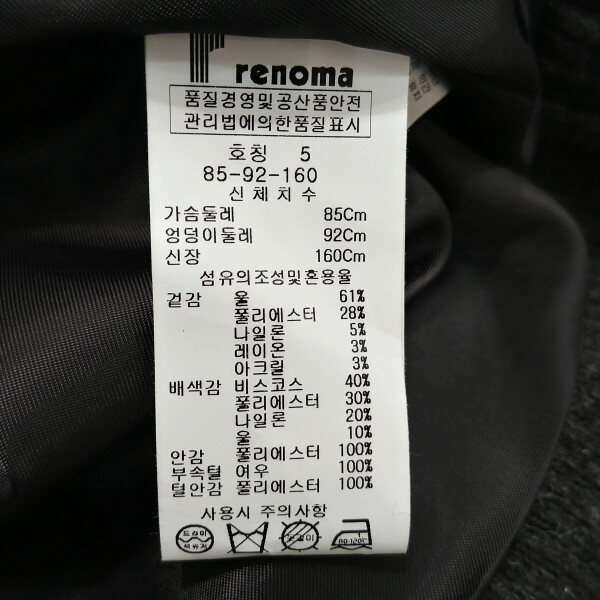 renoma
품질경영및공산품안전
관리법에의한품질표시
호칭 5
85-92-160
신체치수
가슴둘레 85Cm
엉덩이둘레 92Cm
신장 160Cm
섬유의조성및혼용율
겉감 울 61%
폴리에스터 28%
나일론 5%
레이온 3%
아크릴 3%
배색감 비스코스 40%
폴리에스터 30%
나일론 20%
울 10%
안감 폴리에스터 100%
부속털 여우 100%
털안감 폴리에스터 100%
사용시 주의사항
드라이
석유계